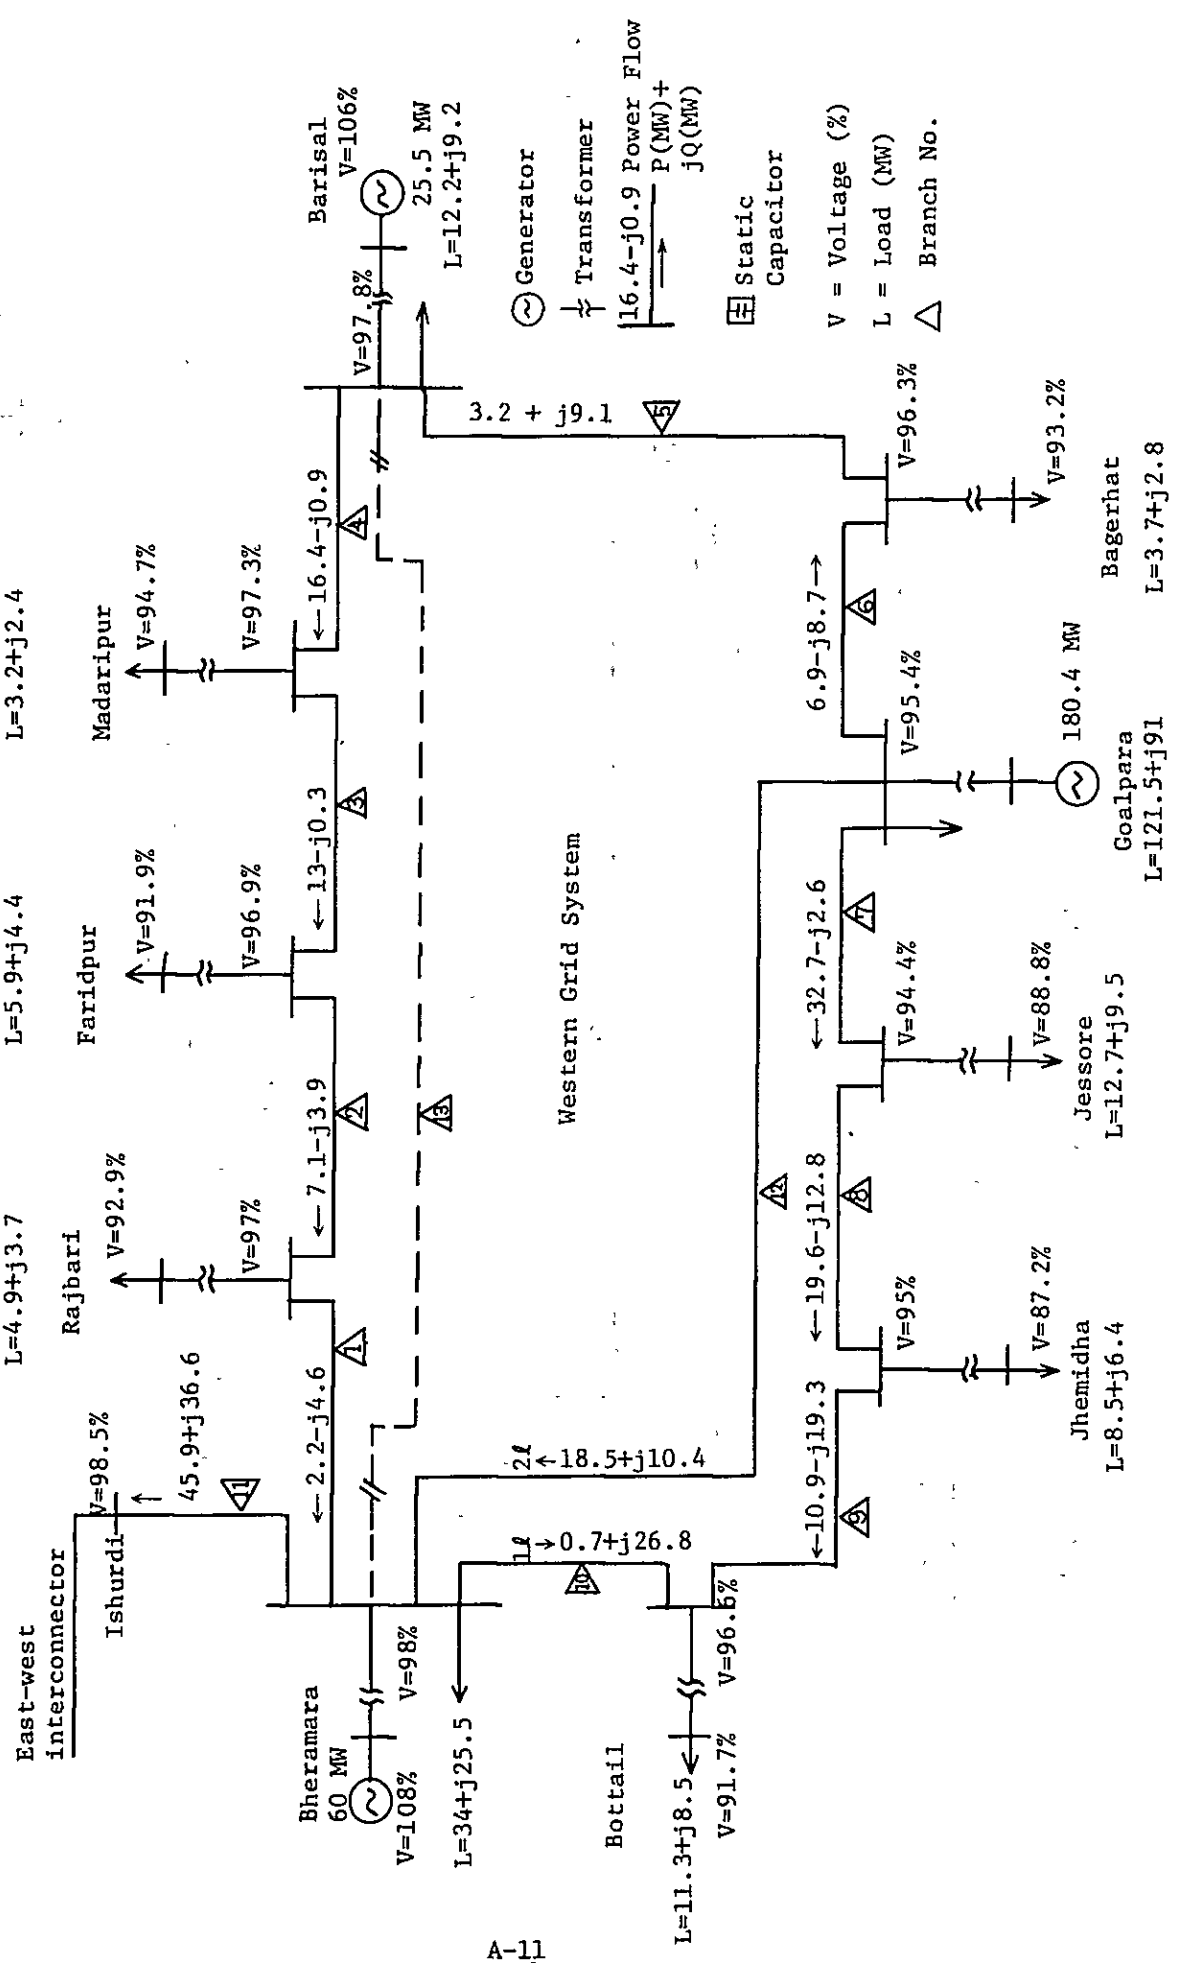 East-west
interconnector
Ishurdi
V=98.5%
45.9+j36.6
11
L=4.9+j3.7
Rajbari
V=92.9%
V=97%
L=5.9+j4.4
Faridpur
V=91.9%
V=96.9%
L=3.2+j2.4
Madaripur
V=94.7%
V=97.3%
Barisal
V=106%
25.5 MW
L=12.2+j9.2
V=97.8%
2.2-j4.6
1
7.1-j3.9
2
13-j0.3
3
16.4-j0.9
4
13
Bheramara
60 MW
V=108%
V=98%
L=34+j25.5
Western Grid System
3.2 + j9.1
5
Generator
Transformer
16.4-j0.9 Power Flow
P(MW)+
jQ(MW)
Static
Capacitor
V = Voltage (%)
L = Load (MW)
Branch No.
2ℓ
18.5+j10.4
12
1ℓ
0.7+j26.8
10
Bottail
L=11.3+j8.5
V=91.7%
V=96.6%
10.9-j19.3
9
19.6-j12.8
8
32.7-j2.6
7
6.9-j8.7
6
V=95%
V=87.2%
Jhemidha
L=8.5+j6.4
V=94.4%
V=88.8%
Jessore
L=12.7+j9.5
V=95.4%
180.4 MW
Goalpara
L=121.5+j91
V=96.3%
V=93.2%
Bagerhat
L=3.7+j2.8
A-11